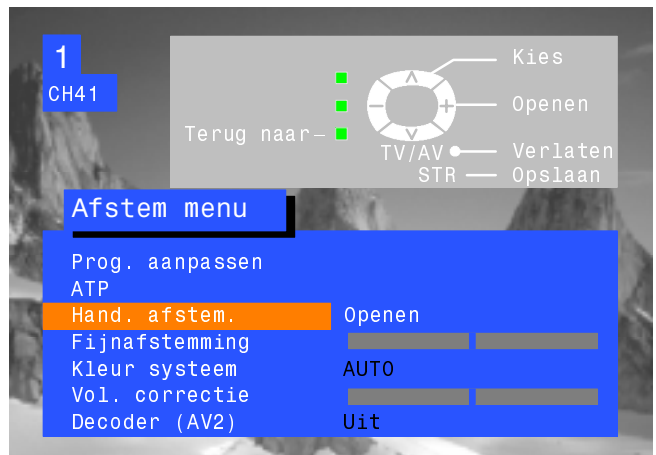 1
CH41
Kies
Openen
Terug naar
TV/AV Verlaten
STR Opslaan
Afstem menu
Prog. aanpassen
ATP
Hand. afstem. Openen
Fijnafstemming
Kleur systeem AUTO
Vol. correctie
Decoder (AV2) Uit